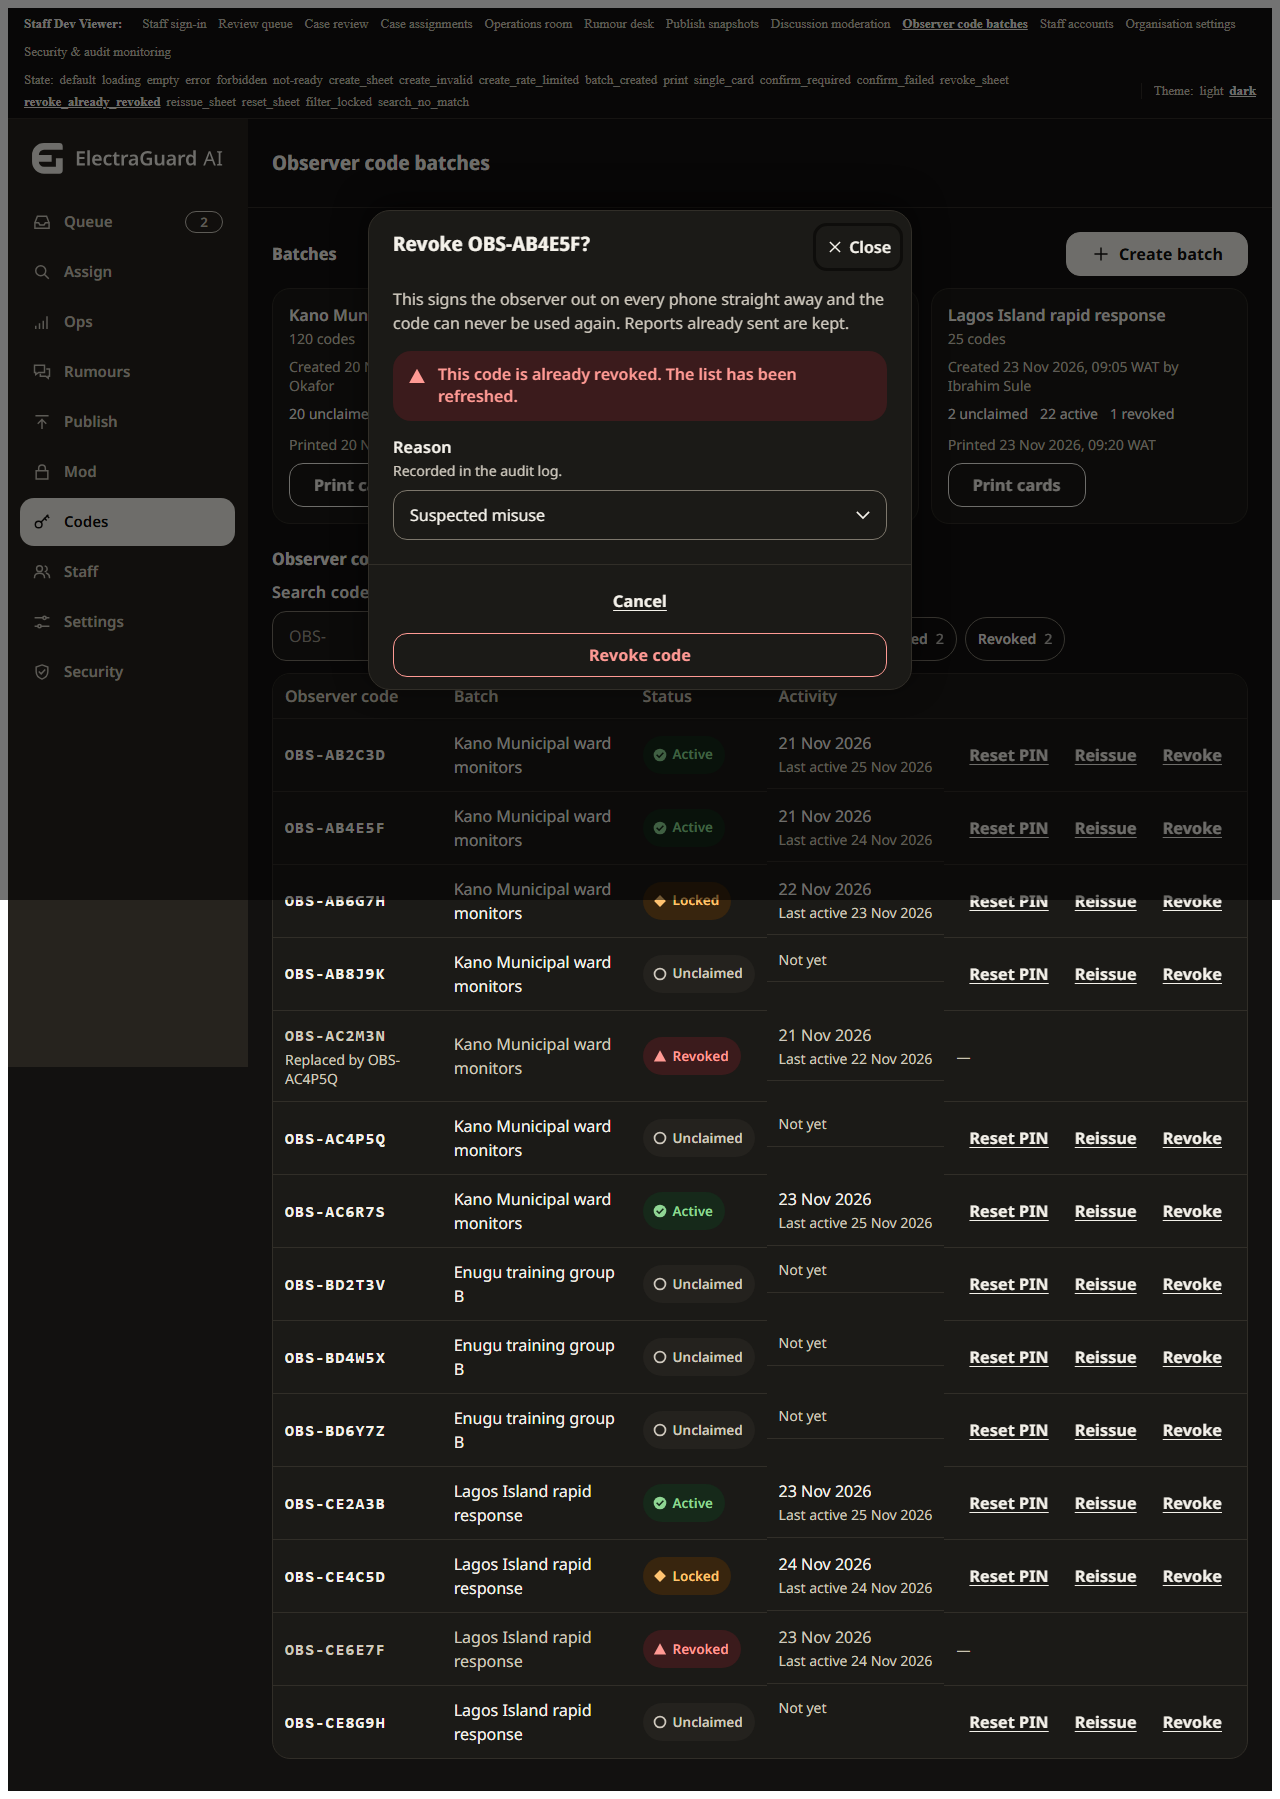 Staff Dev Viewer: Staff sign-in Review queue Case review Case assignments Operations room Rumour desk Publish snapshots Discussion moderation Observer code batches Staff accounts Organisation settings
Security & audit monitoring
State: default loading empty error forbidden not-ready create_sheet create_invalid create_rate_limited batch_created print single_card confirm_required confirm_failed revoke_sheet
revoke_already_revoked reissue_sheet reset_sheet filter_locked search_no_match
Theme: light dark
ElectraGuard AI
Queue 2
Assign
Ops
Rumours
Publish
Mod
Codes
Staff
Settings
Security
Observer code batches
Batches
Create batch
Kano Mun
120 codes
Created 20 N
Okafor
20 unclaime
Printed 20 N
Print ca
Lagos Island rapid response
25 codes
Created 23 Nov 2026, 09:05 WAT by
Ibrahim Sule
2 unclaimed 22 active 1 revoked
Printed 23 Nov 2026, 09:20 WAT
Print cards
Revoke OBS-AB4E5F?
Close
This signs the observer out on every phone straight away and the
code can never be used again. Reports already sent are kept.
This code is already revoked. The list has been
refreshed.
Reason
Recorded in the audit log.
Suspected misuse
Cancel
Revoke code
Observer co
Search code
OBS-
ed 2
Revoked 2
Observer code Batch Status Activity
OBS-AB2C3D
Kano Municipal ward
monitors
Active
21 Nov 2026
Last active 25 Nov 2026
Reset PIN Reissue Revoke
OBS-AB4E5F
Kano Municipal ward
monitors
Active
21 Nov 2026
Last active 24 Nov 2026
Reset PIN Reissue Revoke
OBS-AB6G7H
Kano Municipal ward
monitors
Locked
22 Nov 2026
Last active 23 Nov 2026
Reset PIN Reissue Revoke
OBS-AB8J9K
Kano Municipal ward
monitors
Unclaimed
Not yet
Reset PIN Reissue Revoke
OBS-AC2M3N
Replaced by OBS-
AC4P5Q
Kano Municipal ward
monitors
Revoked
21 Nov 2026
Last active 22 Nov 2026
—
OBS-AC4P5Q
Kano Municipal ward
monitors
Unclaimed
Not yet
Reset PIN Reissue Revoke
OBS-AC6R7S
Kano Municipal ward
monitors
Active
23 Nov 2026
Last active 25 Nov 2026
Reset PIN Reissue Revoke
OBS-BD2T3V
Enugu training group
B
Unclaimed
Not yet
Reset PIN Reissue Revoke
OBS-BD4W5X
Enugu training group
B
Unclaimed
Not yet
Reset PIN Reissue Revoke
OBS-BD6Y7Z
Enugu training group
B
Unclaimed
Not yet
Reset PIN Reissue Revoke
OBS-CE2A3B
Lagos Island rapid
response
Active
23 Nov 2026
Last active 25 Nov 2026
Reset PIN Reissue Revoke
OBS-CE4C5D
Lagos Island rapid
response
Locked
24 Nov 2026
Last active 24 Nov 2026
Reset PIN Reissue Revoke
OBS-CE6E7F
Lagos Island rapid
response
Revoked
23 Nov 2026
Last active 24 Nov 2026
—
OBS-CE8G9H
Lagos Island rapid
response
Unclaimed
Not yet
Reset PIN Reissue Revoke